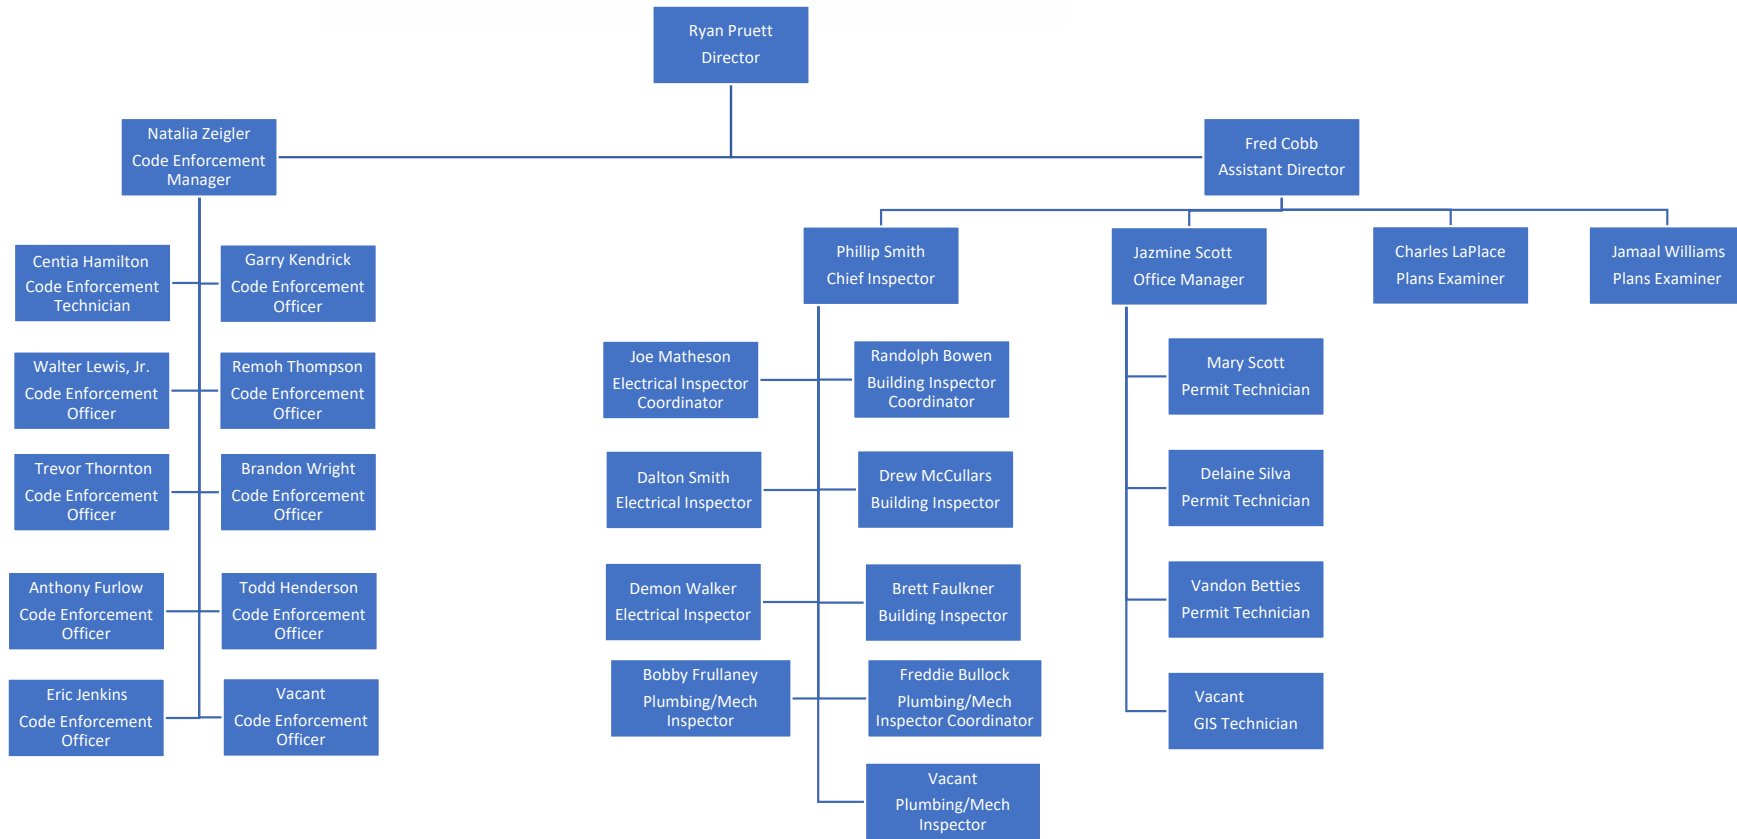 Ryan Pruett
Director
Natalia Zeigler
Code Enforcement
Manager
Fred Cobb
Assistant Director
Centia Hamilton
Code Enforcement
Technician
Garry Kendrick
Code Enforcement
Officer
Walter Lewis, Jr.
Code Enforcement
Officer
Remoh Thompson
Code Enforcement
Officer
Trevor Thornton
Code Enforcement
Officer
Brandon Wright
Code Enforcement
Officer
Anthony Furlow
Code Enforcement
Officer
Todd Henderson
Code Enforcement
Officer
Eric Jenkins
Code Enforcement
Officer
Vacant
Code Enforcement
Officer
Phillip Smith
Chief Inspector
Jazmine Scott
Office Manager
Charles LaPlace
Plans Examiner
Jamaal Williams
Plans Examiner
Joe Matheson
Electrical Inspector
Coordinator
Randolph Bowen
Building Inspector
Coordinator
Dalton Smith
Electrical Inspector
Drew McCullars
Building Inspector
Demon Walker
Electrical Inspector
Brett Faulkner
Building Inspector
Bobby Frullaney
Plumbing/Mech
Inspector
Freddie Bullock
Plumbing/Mech
Inspector Coordinator
Vacant
Plumbing/Mech
Inspector
Mary Scott
Permit Technician
Delaine Silva
Permit Technician
Vandon Betties
Permit Technician
Vacant
GIS Technician